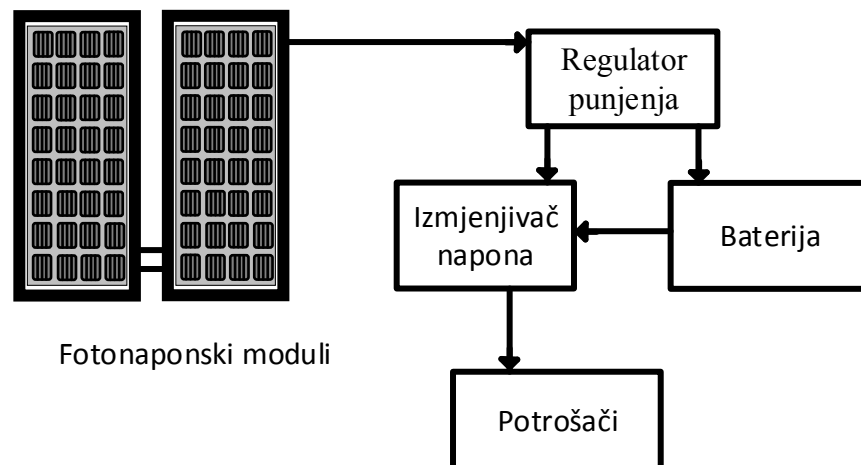 Regulator
punjenja
Izmjenjivač
napona
Baterija
Fotonaponski moduli
Potrošači